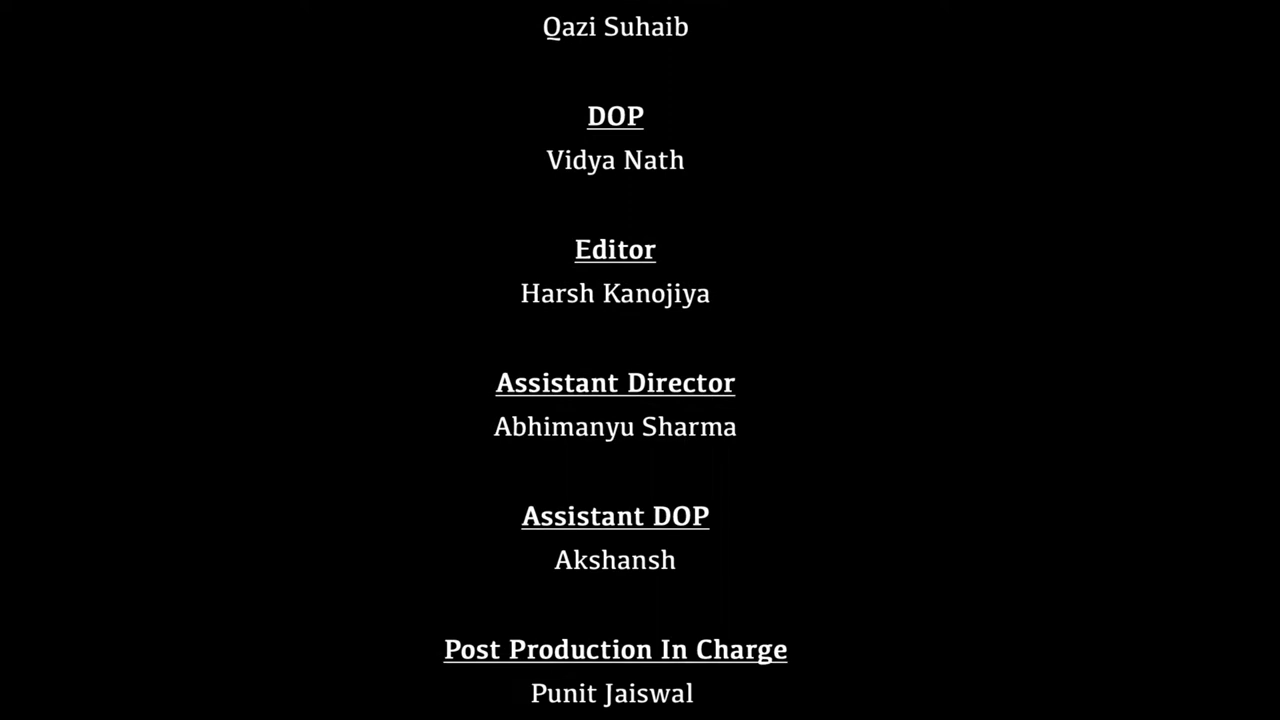 Qazi Suhaib
DOP
Vidya Nath
Editor
Harsh Kanojiya
Assistant Director
Abhimanyu Sharma
Assistant DOP
Akshansh
Post Production In Charge
Punit Jaiswal